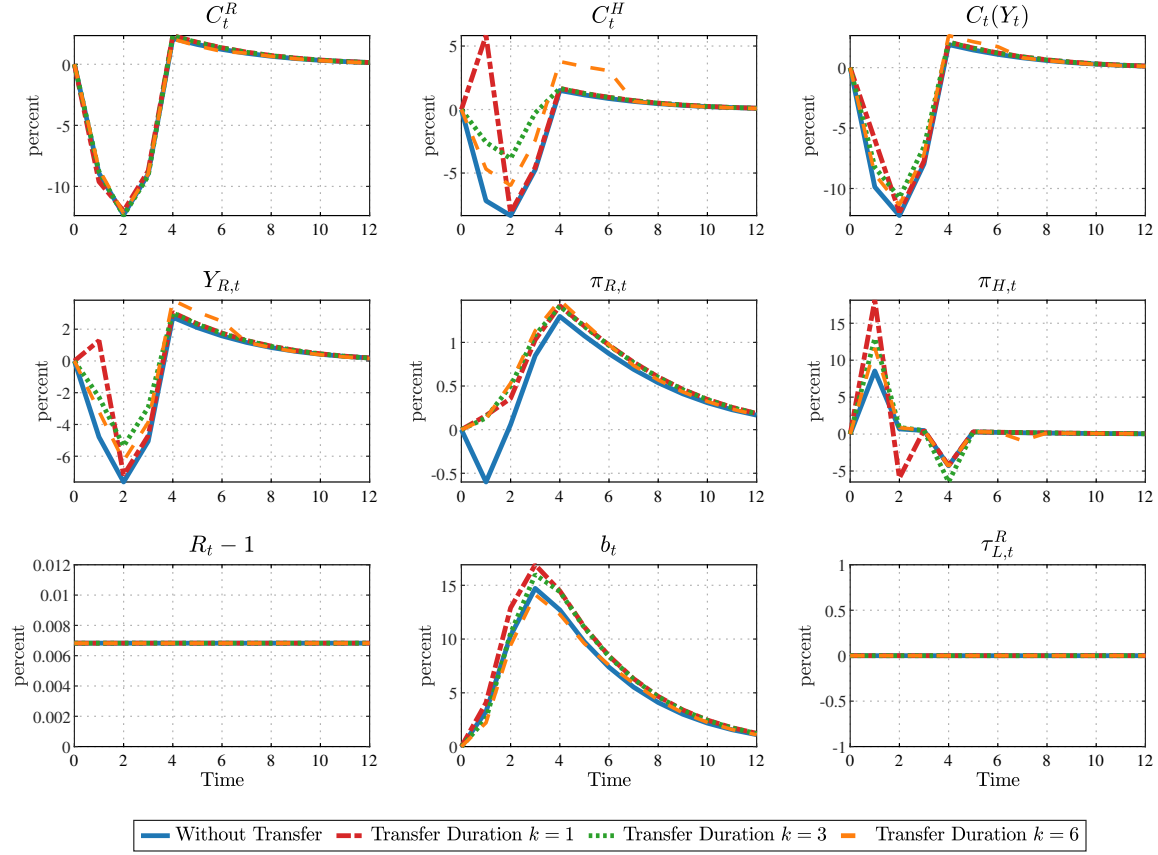 C_t^R C_t^H C_t(Y_t)
percent 0 -5 -10
0 2 4 6 8 10 12
percent 5 0 -5
0 2 4 6 8 10 12
percent 0 -5 -10
0 2 4 6 8 10 12
Y_{R,t} π_{R,t} π_{H,t}
percent 2 0 -2 -4 -6
0 2 4 6 8 10 12
percent 1 0.5 0 -0.5
0 2 4 6 8 10 12
percent 15 10 5 0 -5
0 2 4 6 8 10 12
R_t − 1 b_t τ_{L,t}^R
percent 0.012 0.01 0.008 0.006 0.004 0.002 0
0 2 4 6 8 10 12
Time
percent 15 10 5 0
0 2 4 6 8 10 12
Time
percent 1 0.5 0 -0.5 -1
0 2 4 6 8 10 12
Time
Without Transfer Transfer Duration k = 1 Transfer Duration k = 3 Transfer Duration k = 6